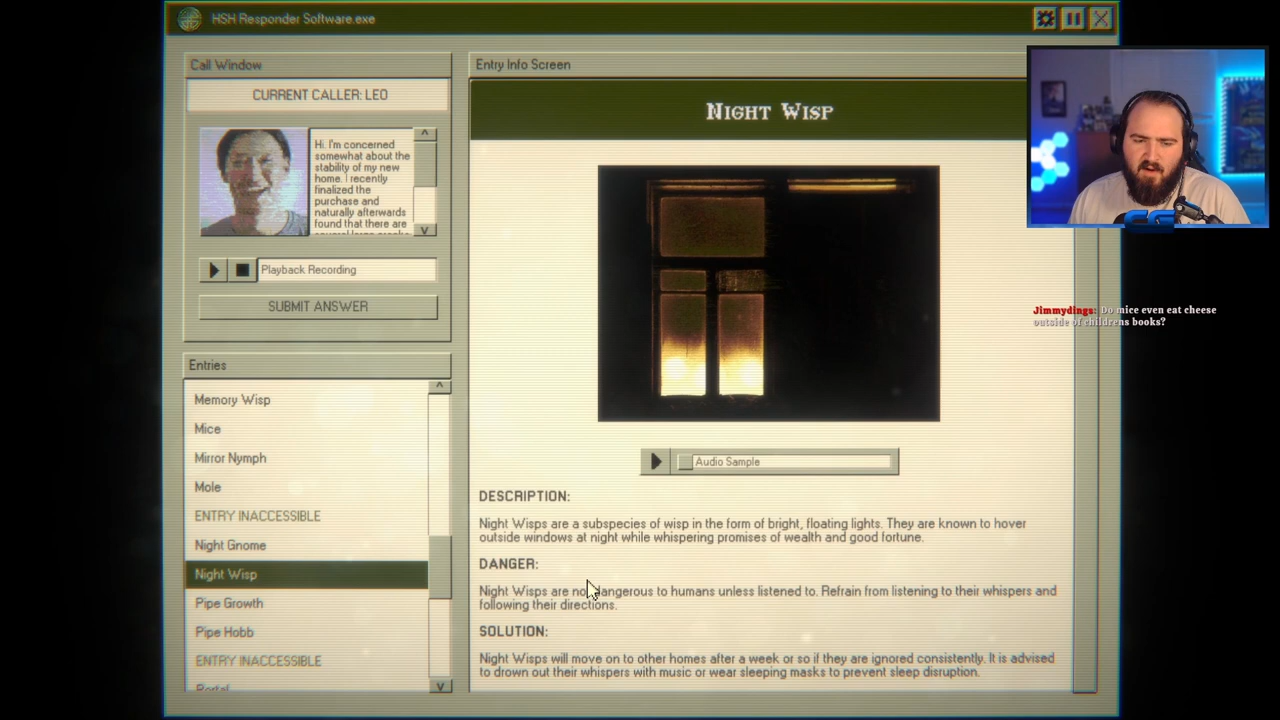 HSH Responder Software.exe
Call Window
CURRENT CALLER: LEO
Hi. I'm concerned
somewhat about the
stability of my new
home. I recently
finalized the
purchase and
naturally afterwards
found that there are
Playback Recording
SUBMIT ANSWER
Entries
Memory Wisp
Mice
Mirror Nymph
Mole
ENTRY INACCESSIBLE
Night Gnome
Night Wisp
Pipe Growth
Pipe Hobb
ENTRY INACCESSIBLE
Portal
Entry Info Screen
NIGHT WISP
Audio Sample
DESCRIPTION:
Night Wisps are a subspecies of wisp in the form of bright, floating lights. They are known to hover
outside windows at night while whispering promises of wealth and good fortune.
DANGER:
Night Wisps are not dangerous to humans unless listened to. Refrain from listening to their whispers and
following their directions.
SOLUTION:
Night Wisps will move on to other homes after a week or so if they are ignored consistently. It is advised
to drown out their whispers with music or wear sleeping masks to prevent sleep disruption.
CG
Jimmydings: Do mice even eat cheese
outside of childrens books?